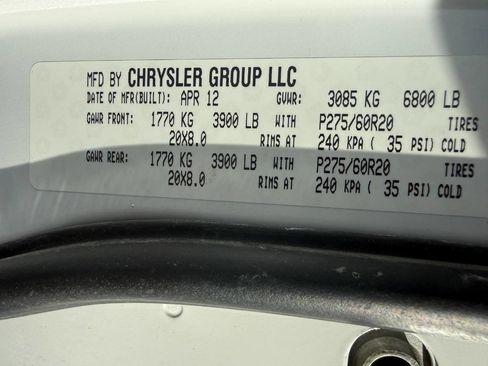 MFD BY CHRYSLER GROUP LLC
DATE OF MFR(BUILT): APR 12 GVWR: 3085 KG 6800 LB
GAWR FRONT: 1770 KG 3900 LB WITH P275/60R20 TIRES
20X8.0 RIMS AT 240 KPA ( 35 PSI) COLD
GAWR REAR: 1770 KG 3900 LB WITH P275/60R20 TIRES
20X8.0 RIMS AT 240 KPA ( 35 PSI) COLD